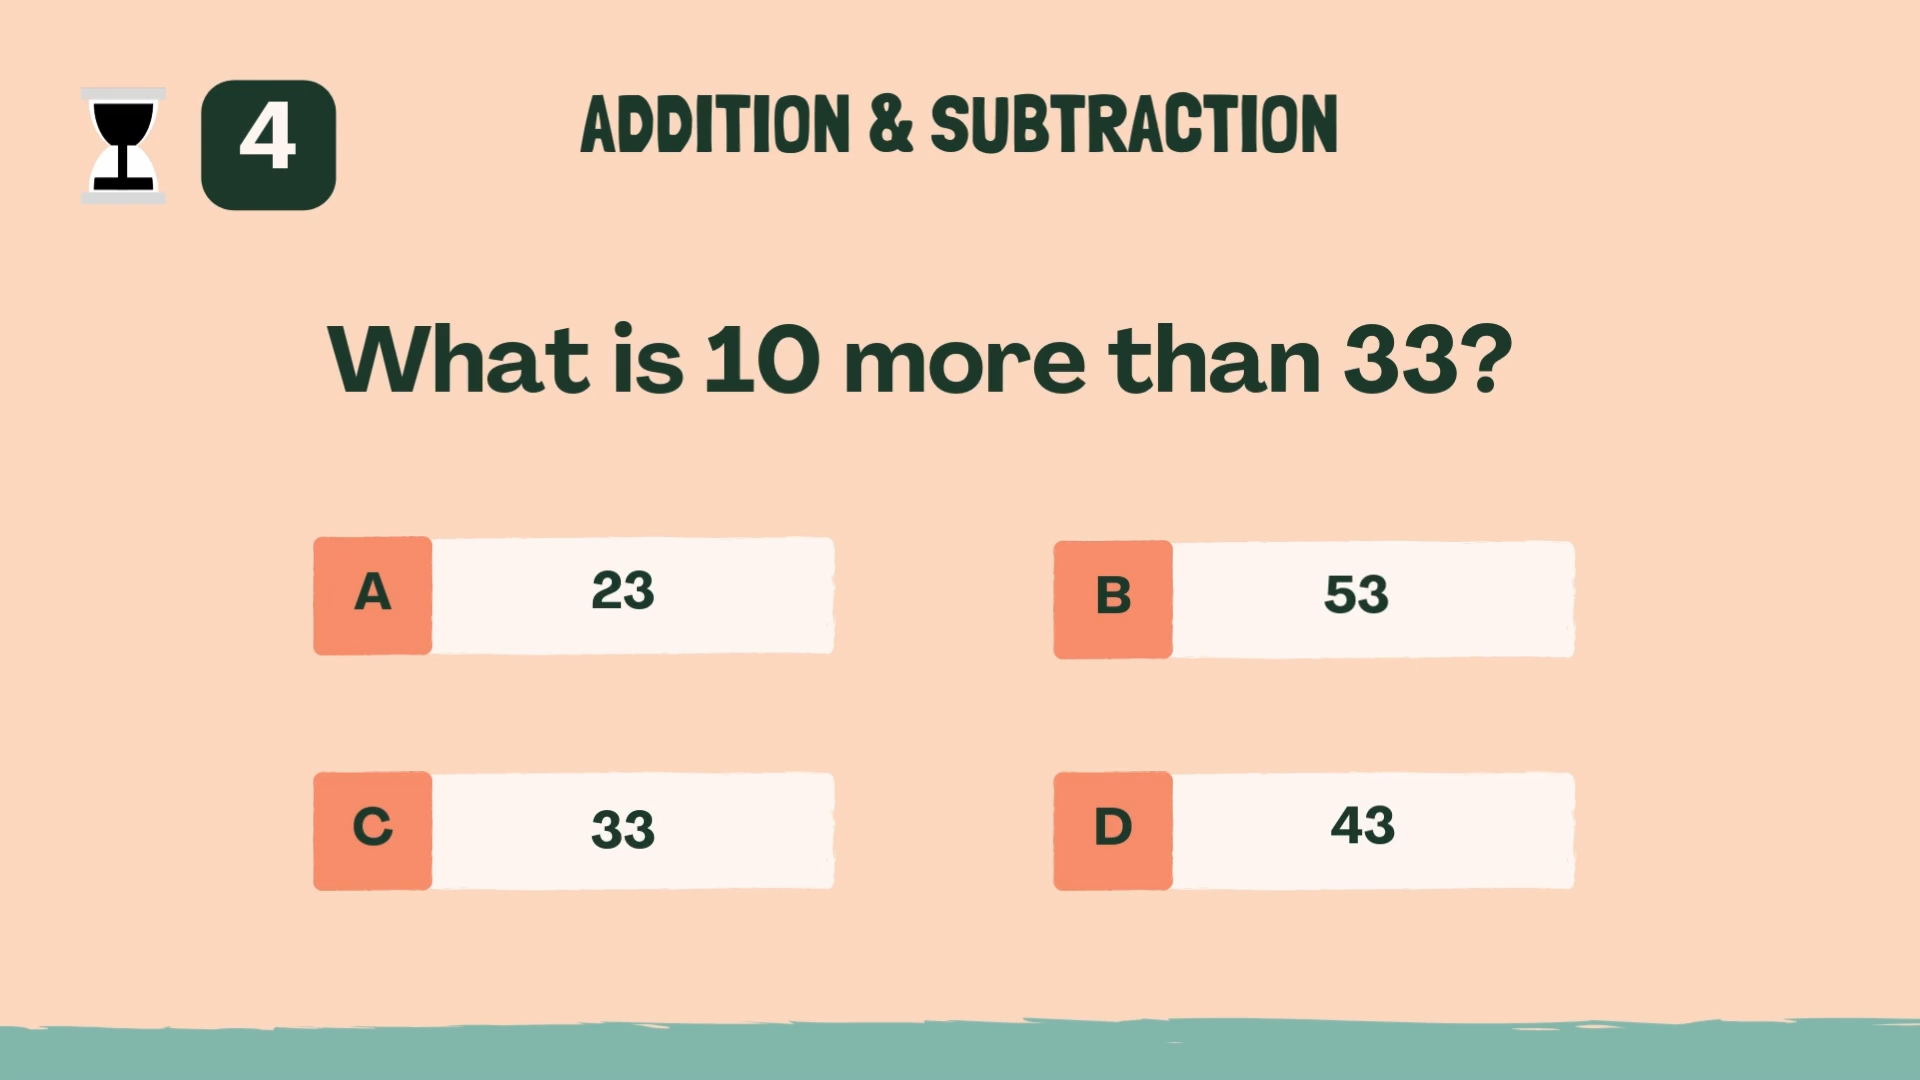 4
ADDITION & SUBTRACTION
What is 10 more than 33?
A 23
B 53
C 33
D 43